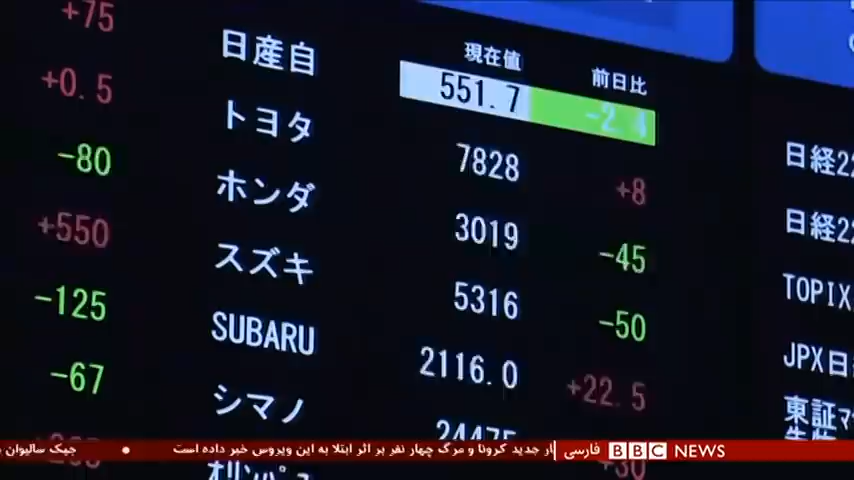 +75
+0.5
-80
+550
-125
-67
現在値 前日比
日産自 551.7 -2.4
トヨタ 7828 +8
ホンダ 3019 -45
スズキ 5316 -50
SUBARU 2116.0 +22.5
シマノ
+30
日経22
日経22
TOPIX
JPX日
東証マ
جیک سالیوان • ار جدید کرونا و مرگ چهار نفر بر اثر ابتلا به این ویروس خبر داده است
فارسی BBC NEWS